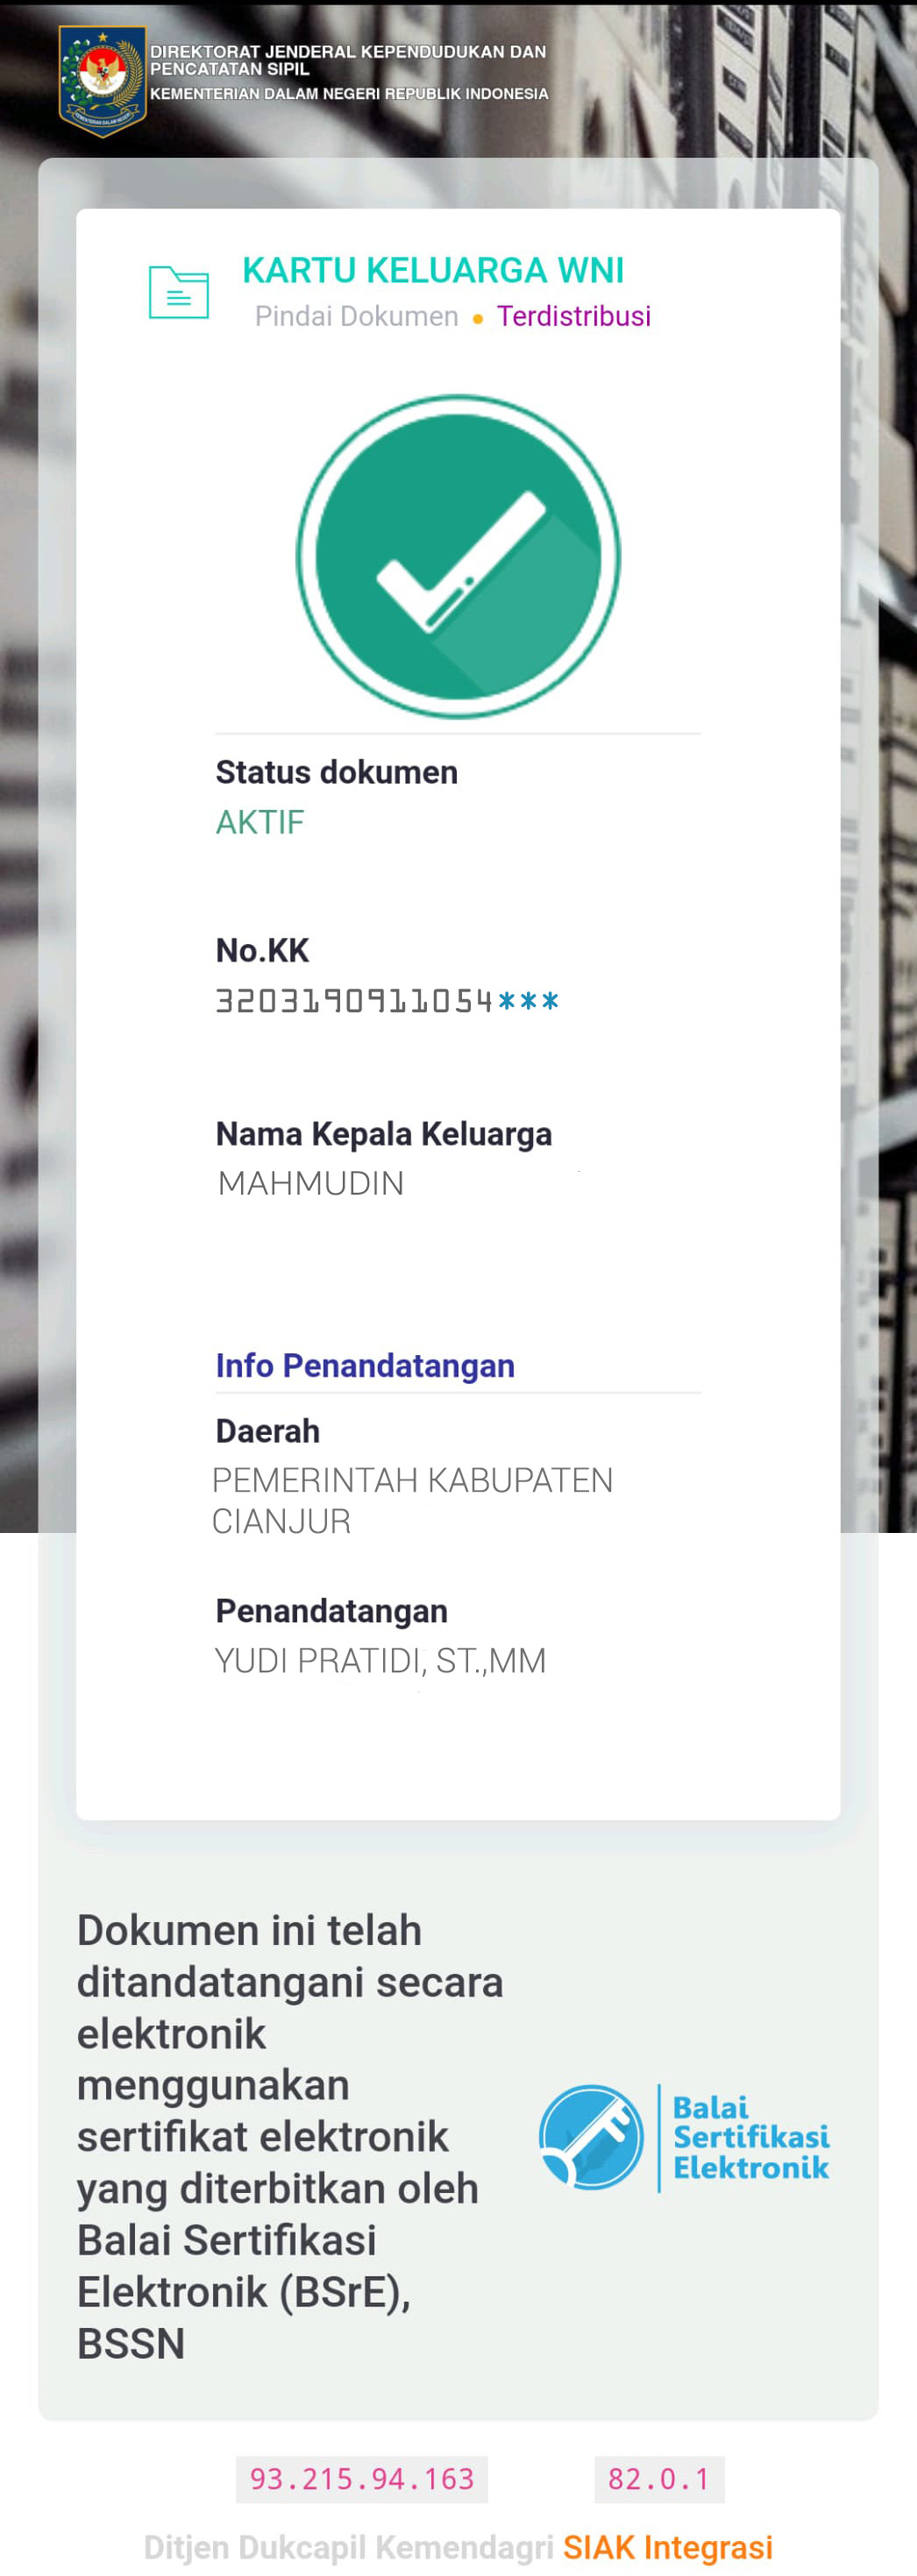 DIREKTORAT JENDERAL KEPENDUDUKAN DAN
PENCATATAN SIPIL
KEMENTERIAN DALAM NEGERI REPUBLIK INDONESIA
KARTU KELUARGA WNI
Pindai Dokumen • Terdistribusi
Status dokumen
AKTIF
No.KK
3203190911054***
Nama Kepala Keluarga
MAHMUDIN
Info Penandatangan
Daerah
PEMERINTAH KABUPATEN
CIANJUR
Penandatangan
YUDI PRATIDI, ST.,MM
Dokumen ini telah
ditandatangani secara
elektronik
menggunakan
sertifikat elektronik
yang diterbitkan oleh
Balai Sertifikasi
Elektronik (BSrE),
BSSN
Balai
Sertifikasi
Elektronik
93.215.94.163 82.0.1
Ditjen Dukcapil Kemendagri SIAK Integrasi